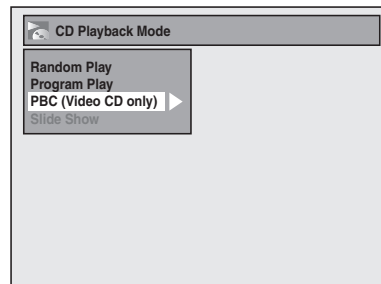 CD Playback Mode
Random Play
Program Play
PBC (Video CD only)
Slide Show